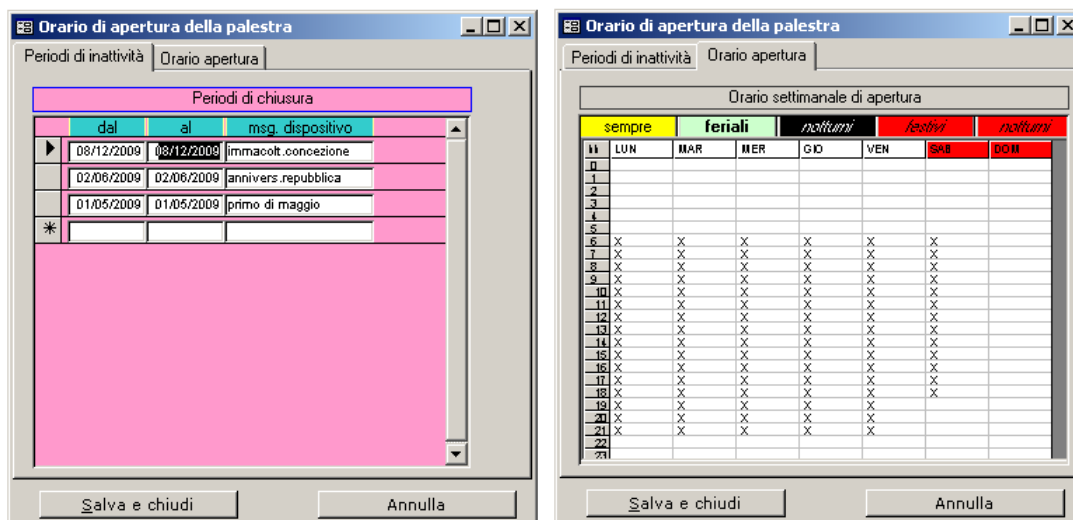 Orario di apertura della palestra
Periodi di inattività Orario apertura
Periodi di chiusura
dal al msg. dispositivo
08/12/2009 08/12/2009 immacolt.concezione
02/06/2009 02/06/2009 annivers.repubblica
01/05/2009 01/05/2009 primo di maggio
Salva e chiudi Annulla
Orario di apertura della palestra
Periodi di inattività Orario apertura
Orario settimanale di apertura
sempre feriali notturni festivi notturni
LUN MAR MER GIO VEN SAB DOM
0
1
2
3
4
5
6 X X X X X X
7 X X X X X X
8 X X X X X X
9 X X X X X X
10 X X X X X X
11 X X X X X X
12 X X X X X X
13 X X X X X X
14 X X X X X X
15 X X X X X X
16 X X X X X X
17 X X X X X X
18 X X X X X X
19 X X X X X
20 X X X X X
21 X X X X X
22
23
Salva e chiudi Annulla